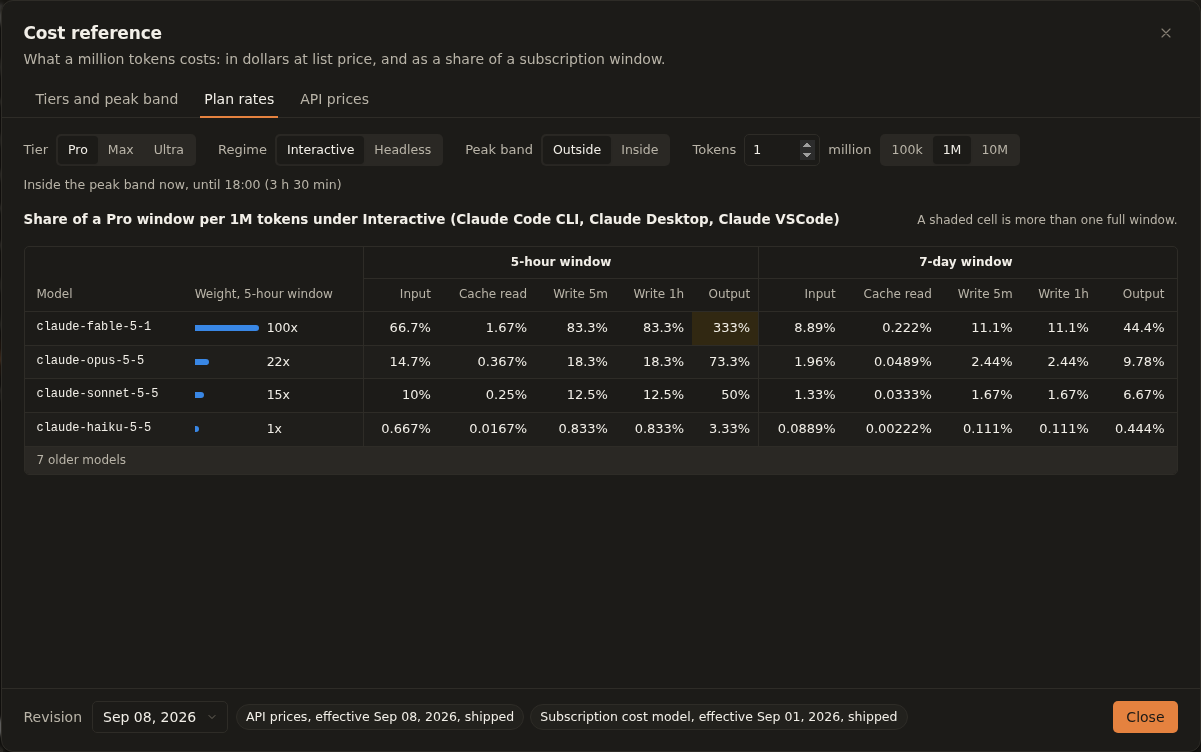 Cost reference
What a million tokens costs: in dollars at list price, and as a share of a subscription window.
Tiers and peak band Plan rates API prices
Tier Pro Max Ultra Regime Interactive Headless Peak band Outside Inside Tokens 1 million 100k 1M 10M
Inside the peak band now, until 18:00 (3 h 30 min)
Share of a Pro window per 1M tokens under Interactive (Claude Code CLI, Claude Desktop, Claude VSCode) A shaded cell is more than one full window.
5-hour window 7-day window
Model Weight, 5-hour window Input Cache read Write 5m Write 1h Output Input Cache read Write 5m Write 1h Output
claude-fable-5-1 100x 66.7% 1.67% 83.3% 83.3% 333% 8.89% 0.222% 11.1% 11.1% 44.4%
claude-opus-5-5 22x 14.7% 0.367% 18.3% 18.3% 73.3% 1.96% 0.0489% 2.44% 2.44% 9.78%
claude-sonnet-5-5 15x 10% 0.25% 12.5% 12.5% 50% 1.33% 0.0333% 1.67% 1.67% 6.67%
claude-haiku-5-5 1x 0.667% 0.0167% 0.833% 0.833% 3.33% 0.0889% 0.00222% 0.111% 0.111% 0.444%
7 older models
Revision Sep 08, 2026 API prices, effective Sep 08, 2026, shipped Subscription cost model, effective Sep 01, 2026, shipped Close